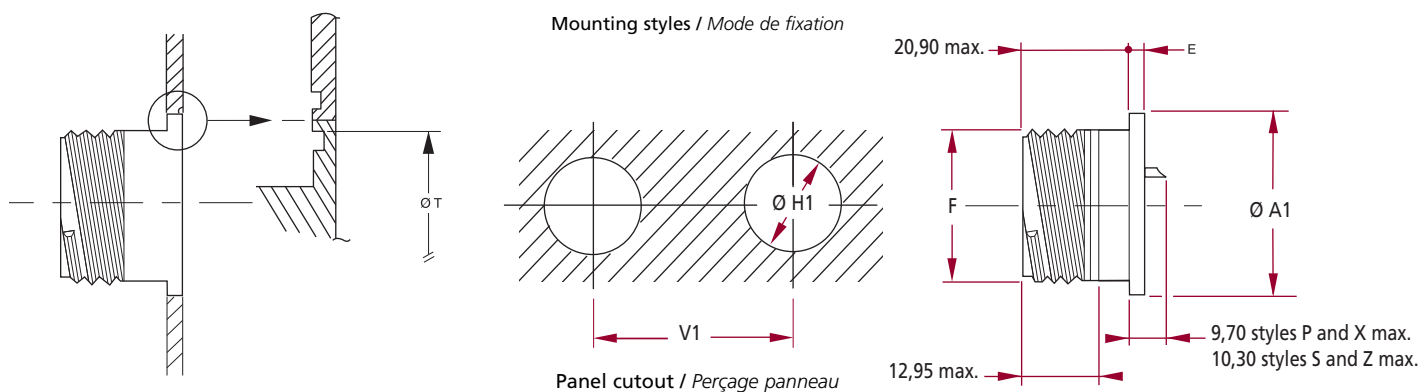 Mounting styles / Mode de fixation
20,90 max.
E
Ø T
Ø H1
F
Ø A1
V1
9,70 styles P and X max.
10,30 styles S and Z max.
12,95 max.
Panel cutout / Perçage panneau